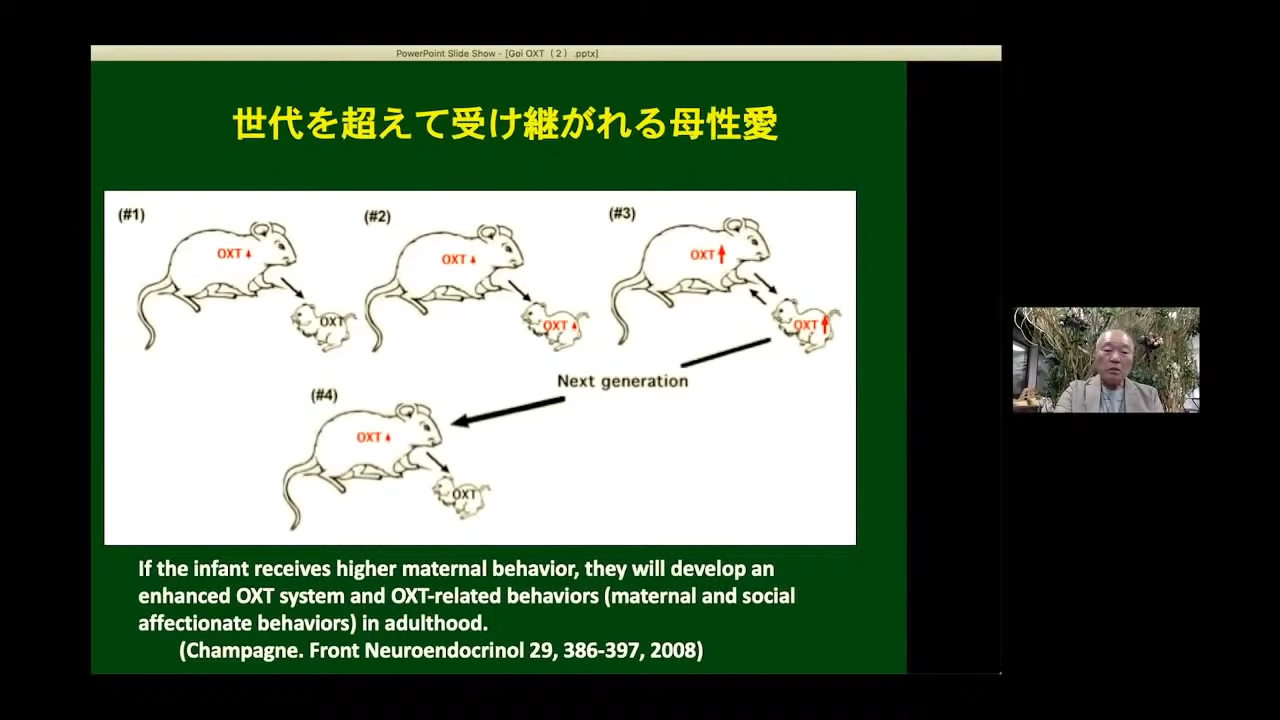 PowerPoint Slide Show - [Goi OXT（2）.pptx]
世代を超えて受け継がれる母性愛
(#1)
(#2)
(#3)
OXT
OXT
OXT
OXT
OXT
OXT
Next generation
(#4)
OXT
OXT
If the infant receives higher maternal behavior, they will develop an
enhanced OXT system and OXT-related behaviors (maternal and social
affectionate behaviors) in adulthood.
(Champagne. Front Neuroendocrinol 29, 386-397, 2008)